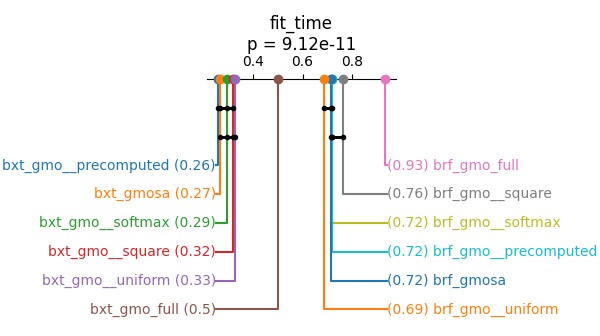 fit_time
p = 9.12e-11
0.4 0.6 0.8
bxt_gmo__precomputed (0.26)
(0.93) brf_gmo_full
bxt_gmosa (0.27)
(0.76) brf_gmo__square
bxt_gmo__softmax (0.29)
(0.72) brf_gmo__softmax
bxt_gmo__square (0.32)
(0.72) brf_gmo__precomputed
bxt_gmo__uniform (0.33)
(0.72) brf_gmosa
bxt_gmo_full (0.5)
(0.69) brf_gmo__uniform